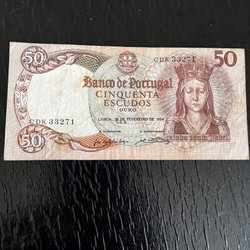 50
50
CDK 33271
Banco de Portugal
CINQUENTA
ESCUDOS
OURO
CDK 33271
LISBOA, 28 DE FEVEREIRO DE 1964
50
rainha santa isabel